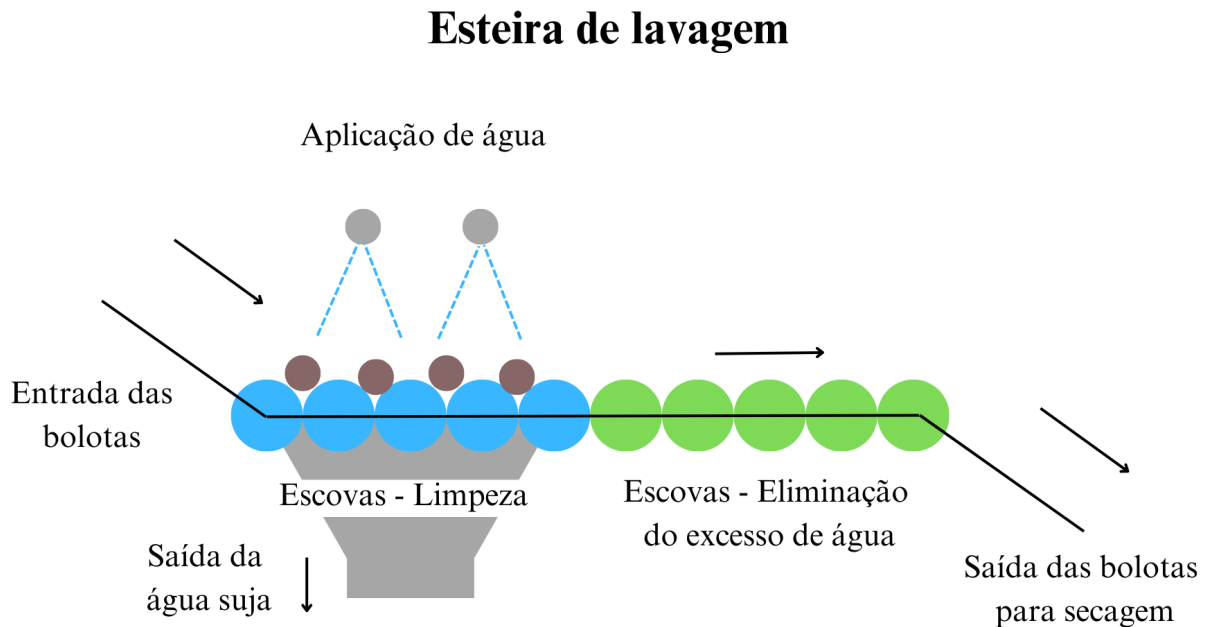 Esteira de lavagem
Aplicação de água
Entrada das
bolotas
Escovas - Limpeza
Escovas - Eliminação
do excesso de água
Saída da
água suja
Saída das bolotas
para secagem